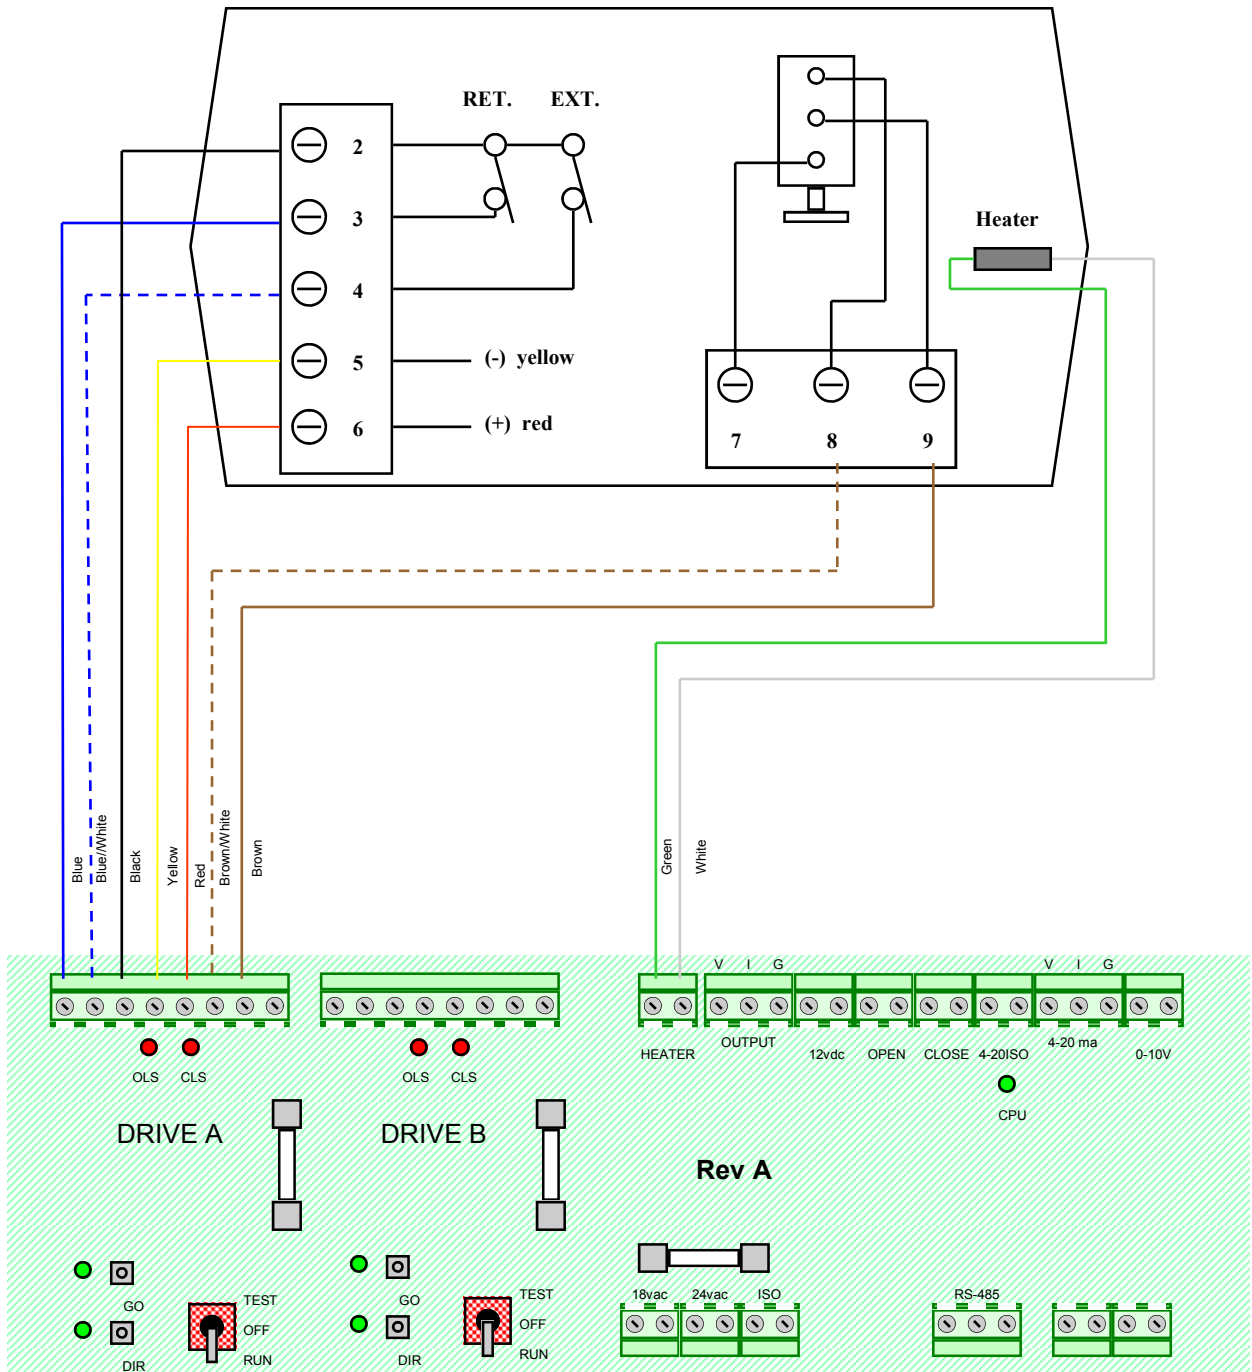 RET. EXT.
2
3
4
5
6
(-) yellow
(+) red
Heater
7 8 9
Blue
Blue//White
Black
Yellow
Red
Brown/White
Brown
Green
White
V I G
V I G
HEATER
OUTPUT
12vdc
OPEN
CLOSE
4-20ISO
4-20 ma
0-10V
OLS CLS
OLS CLS
CPU
DRIVE A
DRIVE B
Rev A
GO
DIR
TEST
OFF
RUN
GO
DIR
TEST
OFF
RUN
18vac 24vac ISO
RS-485